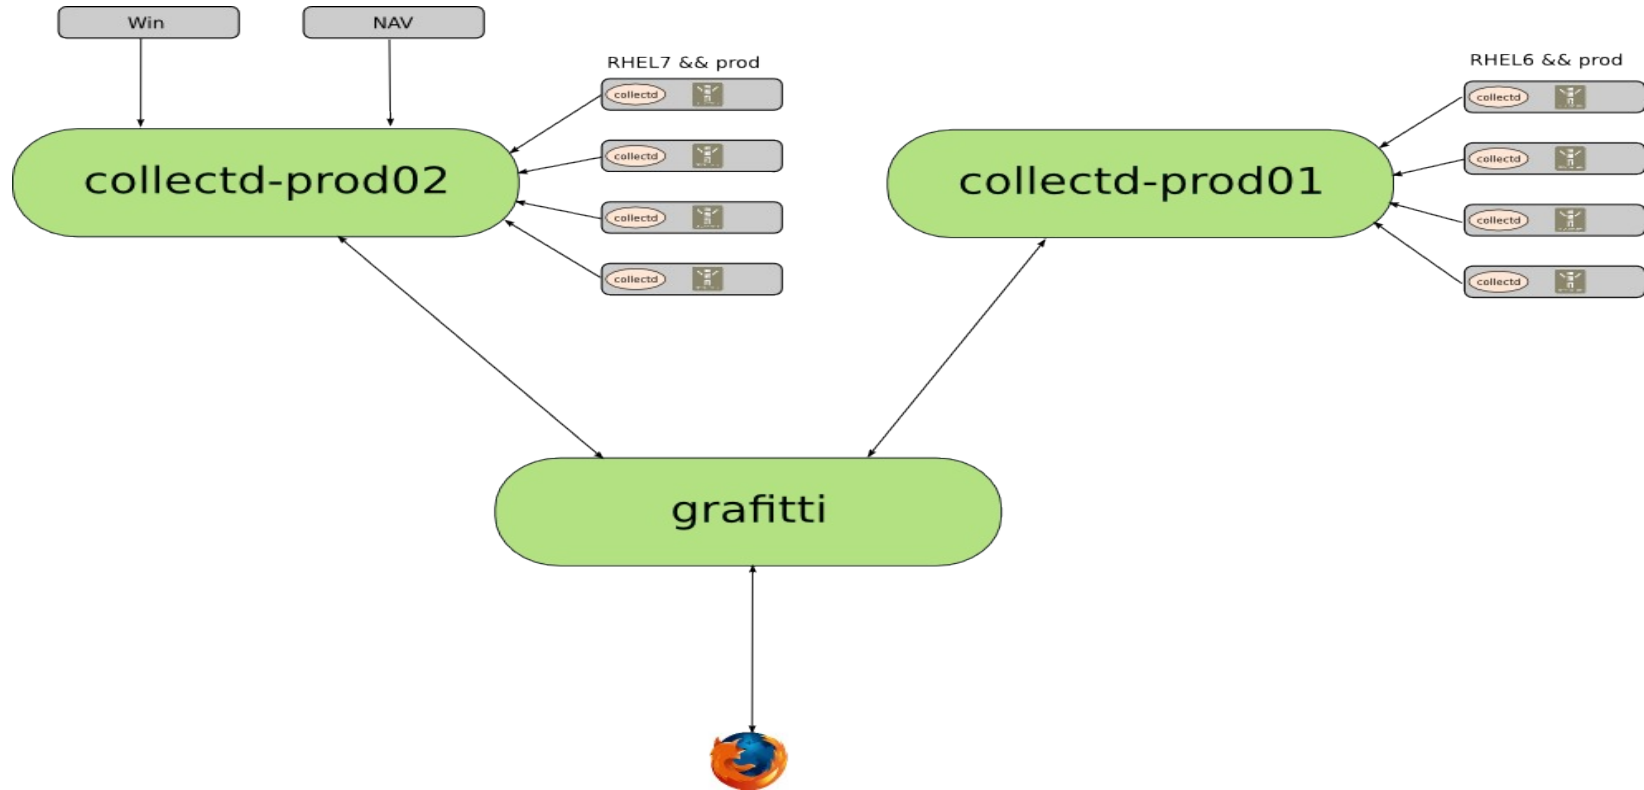 Win
NAV
RHEL7 && prod
collectd
collectd
collectd
collectd
collectd-prod02
RHEL6 && prod
collectd
collectd
collectd
collectd
collectd-prod01
grafitti